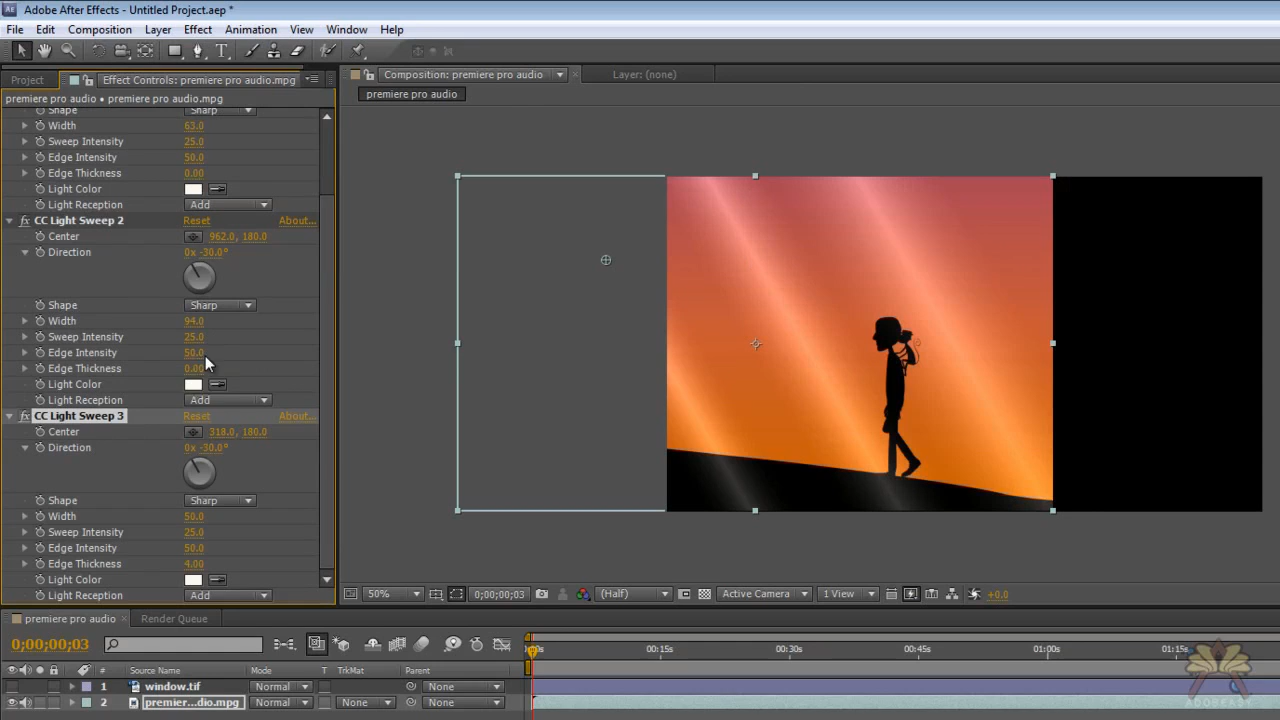 Adobe After Effects - Untitled Project.aep *
File Edit Composition Layer Effect Animation View Window Help
Project Effect Controls: premiere pro audio.mpg
Composition: premiere pro audio Layer: (none)
premiere pro audio • premiere pro audio.mpg
premiere pro audio
Shape Sharp
Width 63.0
Sweep Intensity 25.0
Edge Intensity 50.0
Edge Thickness 0.00
Light Color
Light Reception Add
CC Light Sweep 2 Reset About...
Center 962.0, 180.0
Direction 0x -30.0°
Shape Sharp
Width 94.0
Sweep Intensity 25.0
Edge Intensity 50.0
Edge Thickness 0.00
Light Color
Light Reception Add
CC Light Sweep 3 Reset About...
Center 318.0, 180.0
Direction 0x -30.0°
Shape Sharp
Width 50.0
Sweep Intensity 25.0
Edge Intensity 50.0
Edge Thickness 4.00
Light Color
Light Reception Add
50% 0;00;00;03 (Half) Active Camera 1 View +0.0
premiere pro audio Render Queue
0;00;00;03
00:15s 00:30s 00:45s 01:00s 01:15s
# Source Name Mode T TrkMat Parent
1 window.tif Normal None
2 premier...dio.mpg Normal None None
ADOBEASY